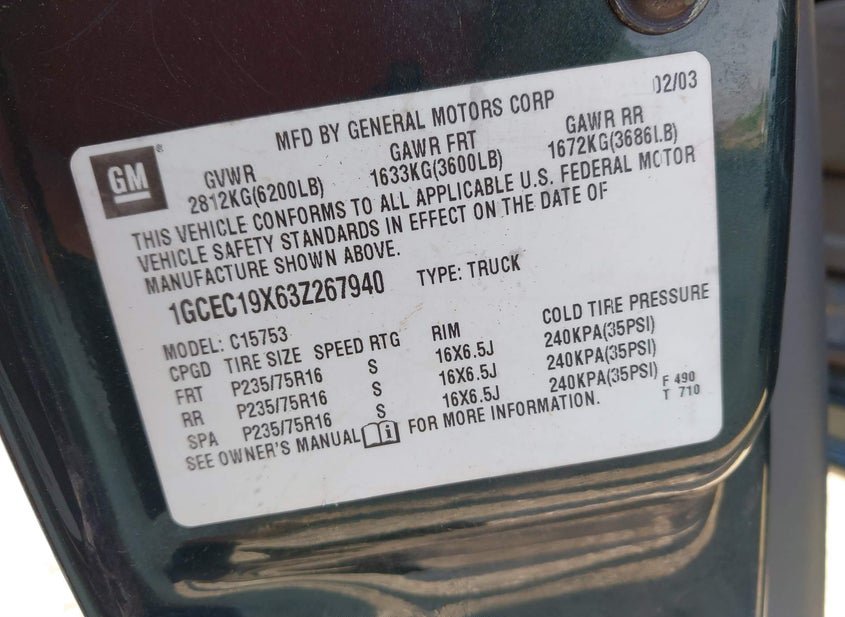 02/03
MFD BY GENERAL MOTORS CORP
GM ®
GVWR GAWR FRT GAWR RR
2812KG(6200LB) 1633KG(3600LB) 1672KG(3686LB)
THIS VEHICLE CONFORMS TO ALL APPLICABLE U.S. FEDERAL MOTOR
VEHICLE SAFETY STANDARDS IN EFFECT ON THE DATE OF
MANUFACTURE SHOWN ABOVE.
1GCEC19X63Z267940 TYPE: TRUCK
MODEL: C15753
CPGD TIRE SIZE SPEED RTG RIM COLD TIRE PRESSURE
FRT P235/75R16 S 16X6.5J 240KPA(35PSI)
RR P235/75R16 S 16X6.5J 240KPA(35PSI)
SPA P235/75R16 S 16X6.5J 240KPA(35PSI)
SEE OWNER'S MANUAL i FOR MORE INFORMATION.
F 490
T 710